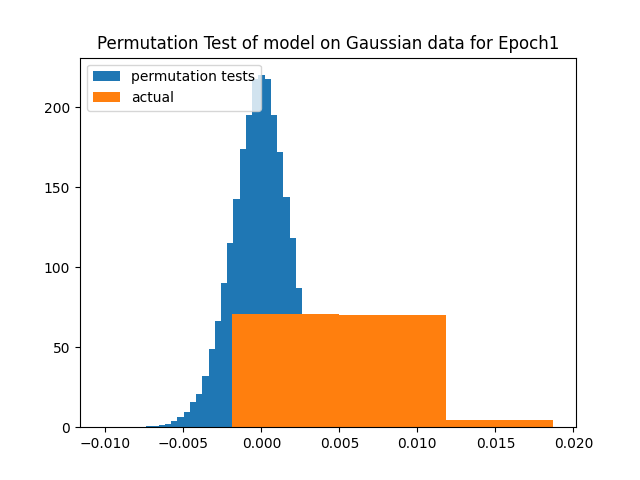 Permutation Test of model on Gaussian data for Epoch1
permutation tests
actual
200
150
100
50
0
−0.010 −0.005 0.000 0.005 0.010 0.015 0.020